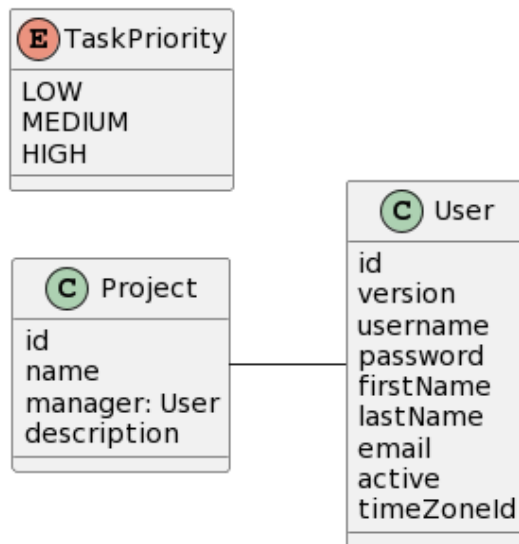 E TaskPriority
LOW
MEDIUM
HIGH
C Project
id
name
manager: User
description
C User
id
version
username
password
firstName
lastName
email
active
timeZoneId